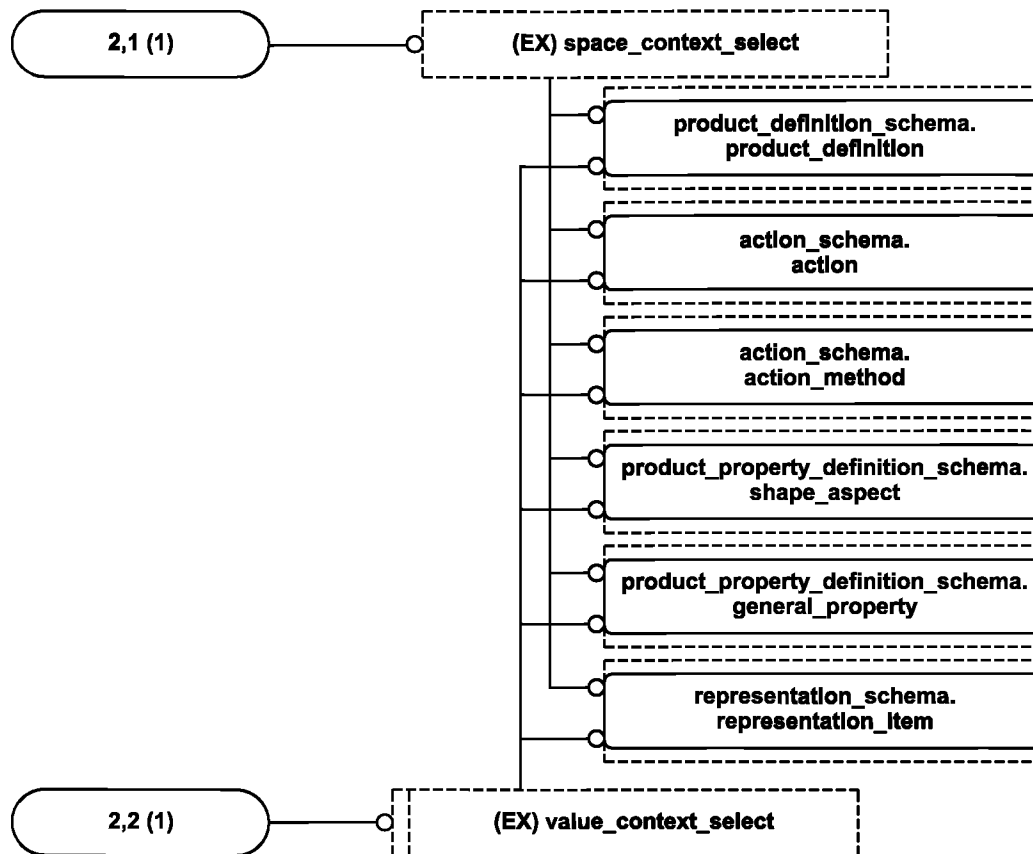 2,1 (1)
(EX) space_context_select
product_definition_schema.
product_definition
action_schema.
action
action_schema.
action_method
product_property_definition_schema.
shape_aspect
product_property_definition_schema.
general_property
representation_schema.
representation_item
2,2 (1)
(EX) value_context_select